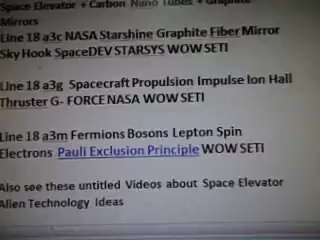 Space Elevator + Carbon Nano Tubes + Graphite
Mirrors
Line 18 a3c NASA Starshine Graphite Fiber Mirror
Sky Hook SpaceDEV STARSYS WOW SETI
Line 18 a3g Spacecraft Propulsion Impulse Ion Hall
Thruster G- FORCE NASA WOW SETI
Line 18 a3m Fermions Bosons Lepton Spin
Electrons Pauli Exclusion Principle WOW SETI
Also see these untitled Videos about Space Elevator
Alien Technology Ideas